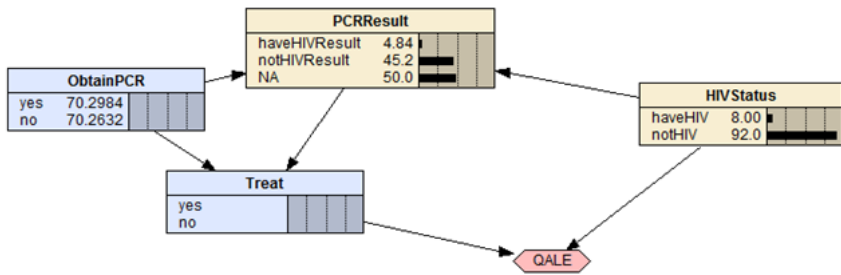 PCRResult
haveHIVResult 4.84
notHIVResult 45.2
NA 50.0
ObtainPCR
yes 70.2984
no 70.2632
HIVStatus
haveHIV 8.00
notHIV 92.0
Treat
yes
no
QALE